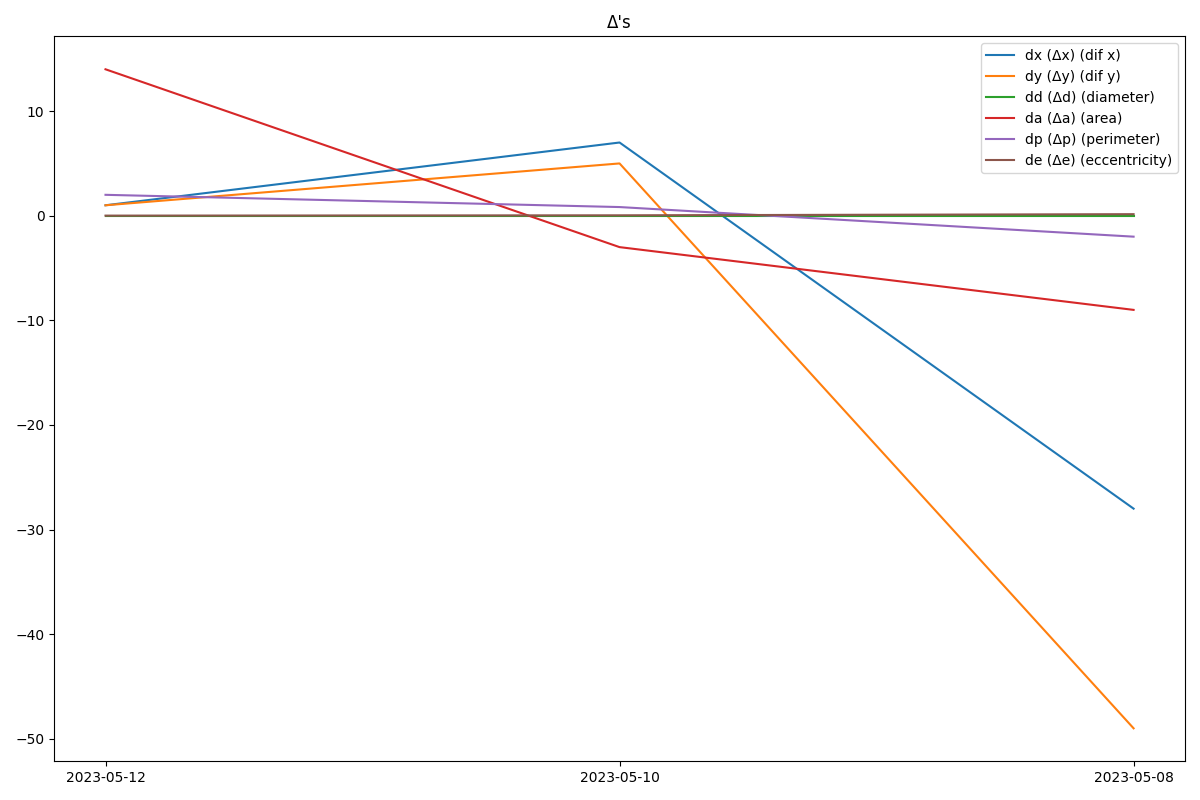 Δ's
dx (Δx) (dif x)
dy (Δy) (dif y)
dd (Δd) (diameter)
da (Δa) (area)
dp (Δp) (perimeter)
de (Δe) (eccentricity)
10
0
−10
−20
−30
−40
−50
2023-05-12 2023-05-10 2023-05-08